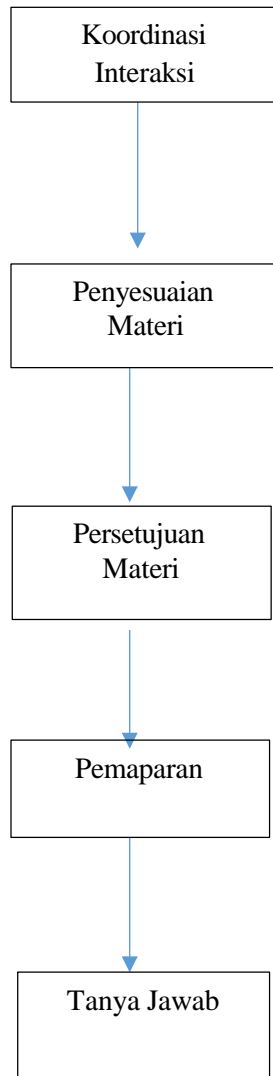 Koordinasi
Interaksi
Penyesuaian
Materi
Persetujuan
Materi
Pemaparan
Tanya Jawab